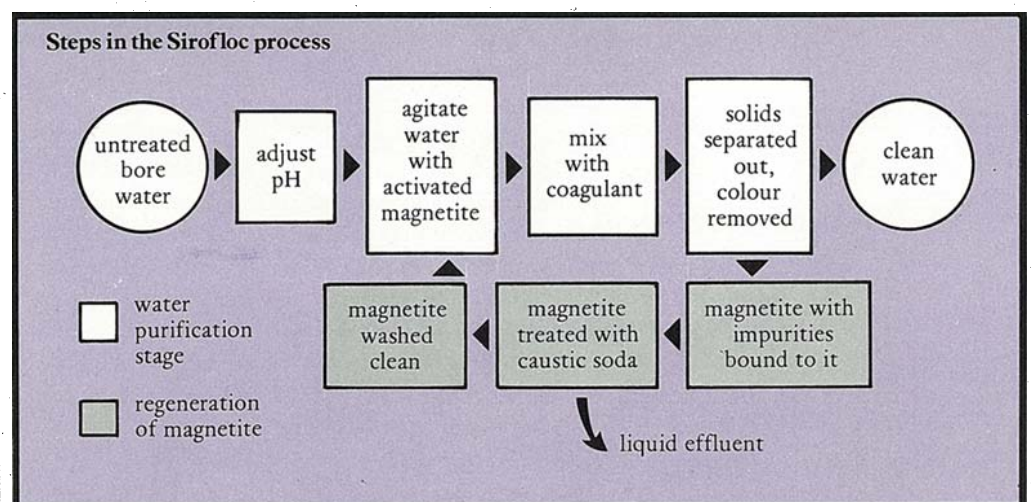 Steps in the Sirofloc process
untreated
bore
water
adjust
pH
agitate
water
with
activated
magnetite
mix
with
coagulant
solids
separated
out,
colour
removed
clean
water
magnetite
washed
clean
magnetite
treated with
caustic soda
magnetite with
impurities
bound to it
water
purification
stage
regeneration
of magnetite
liquid effluent